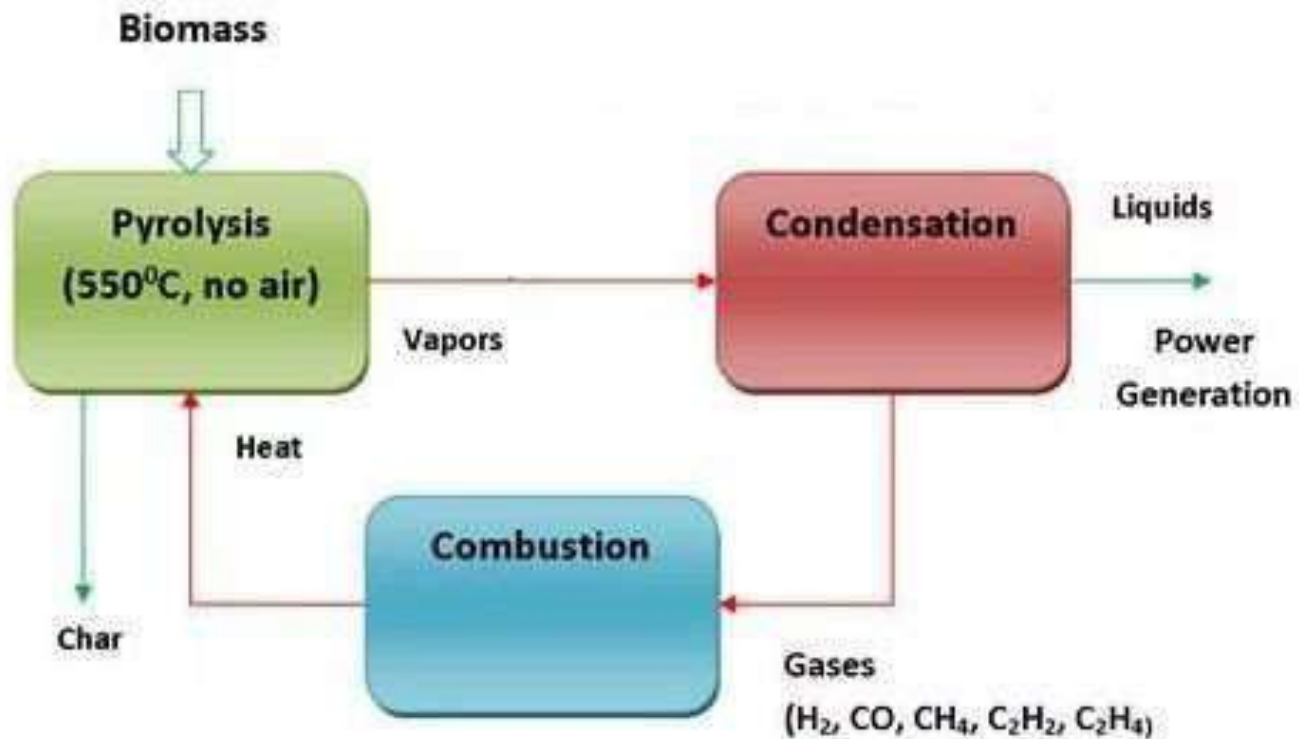 Biomass
Pyrolysis
(550⁰C, no air)
Vapors
Condensation
Liquids
Power
Generation
Heat
Combustion
Char
Gases
(H₂, CO, CH₄, C₂H₂, C₂H₄)